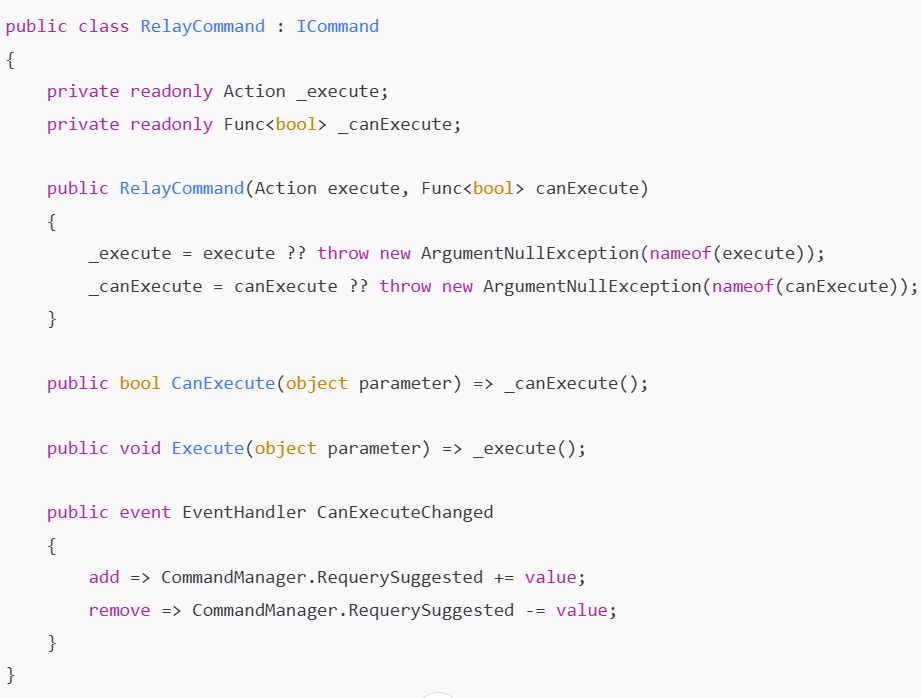 public class RelayCommand : ICommand
{
    private readonly Action _execute;
    private readonly Func<bool> _canExecute;

    public RelayCommand(Action execute, Func<bool> canExecute)
    {
        _execute = execute ?? throw new ArgumentNullException(nameof(execute));
        _canExecute = canExecute ?? throw new ArgumentNullException(nameof(canExecute));
    }

    public bool CanExecute(object parameter) => _canExecute();

    public void Execute(object parameter) => _execute();

    public event EventHandler CanExecuteChanged
    {
        add => CommandManager.RequerySuggested += value;
        remove => CommandManager.RequerySuggested -= value;
    }
}